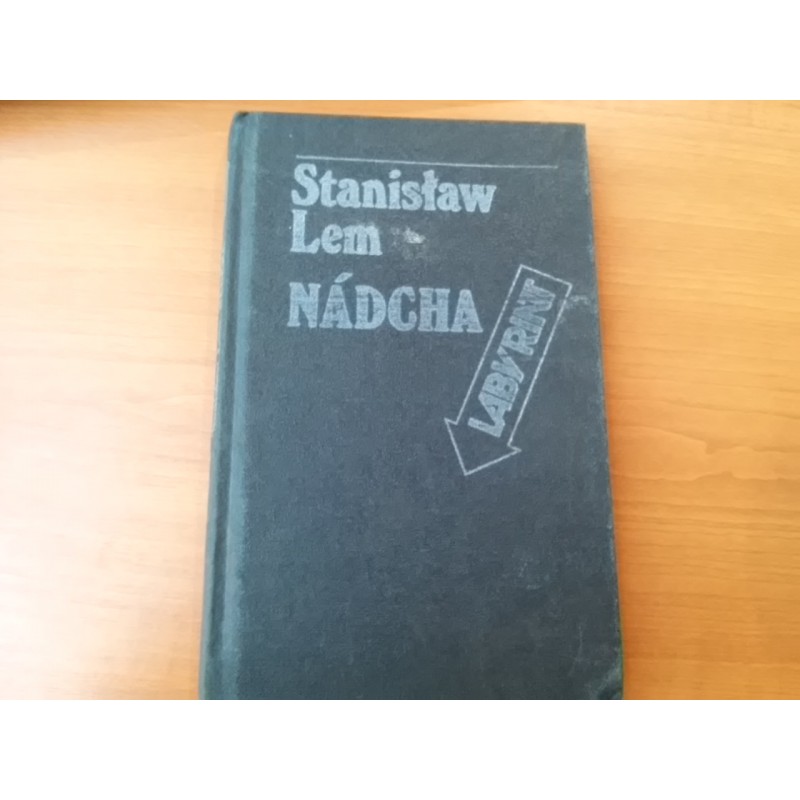 Stanisław
Lem
NÁDCHA
LABYRINT